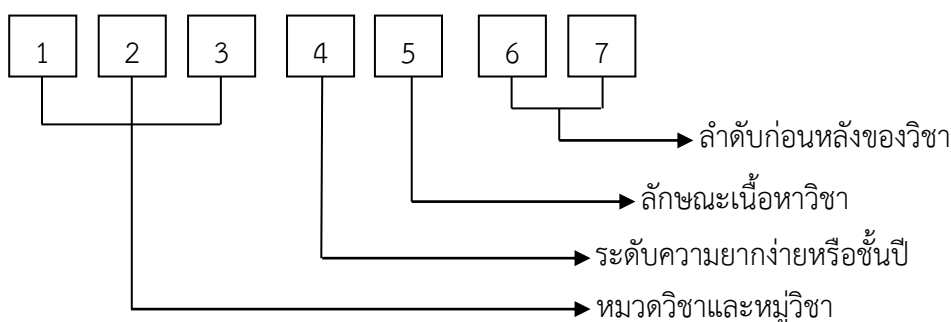 1 2 3 4 5 6 7
ลำดับก่อนหลังของวิชา
ลักษณะเนื้อหาวิชา
ระดับความยากง่ายหรือชั้นปี
หมวดวิชาและหมู่วิชา